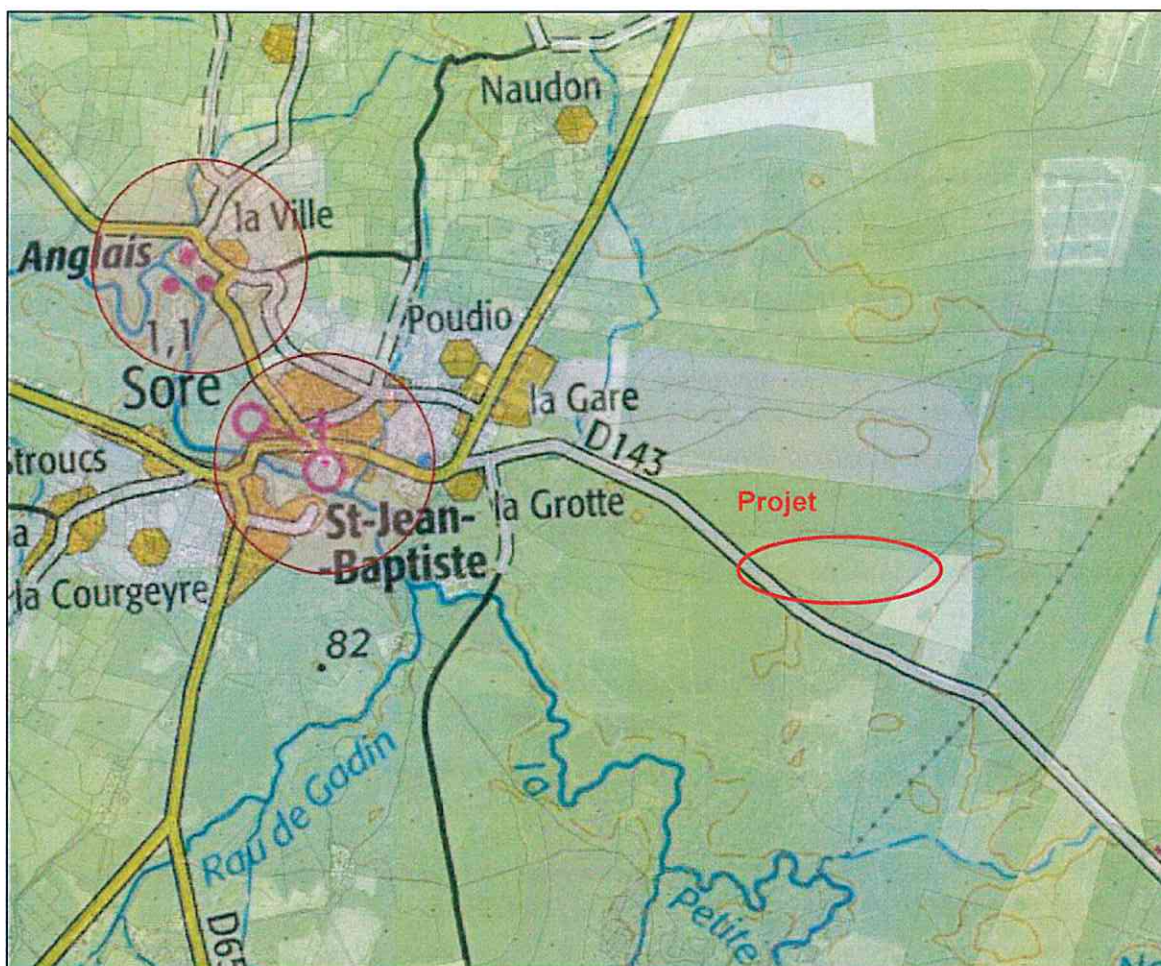 Naudon
la Ville
Anglais
1,1
Poudio
Sore
la Gare
D143
Stroucs
la Grotte
Projet
St-Jean-
-Baptiste
la Courgeyre
82
Rau de Gadin
la
Petite
D65